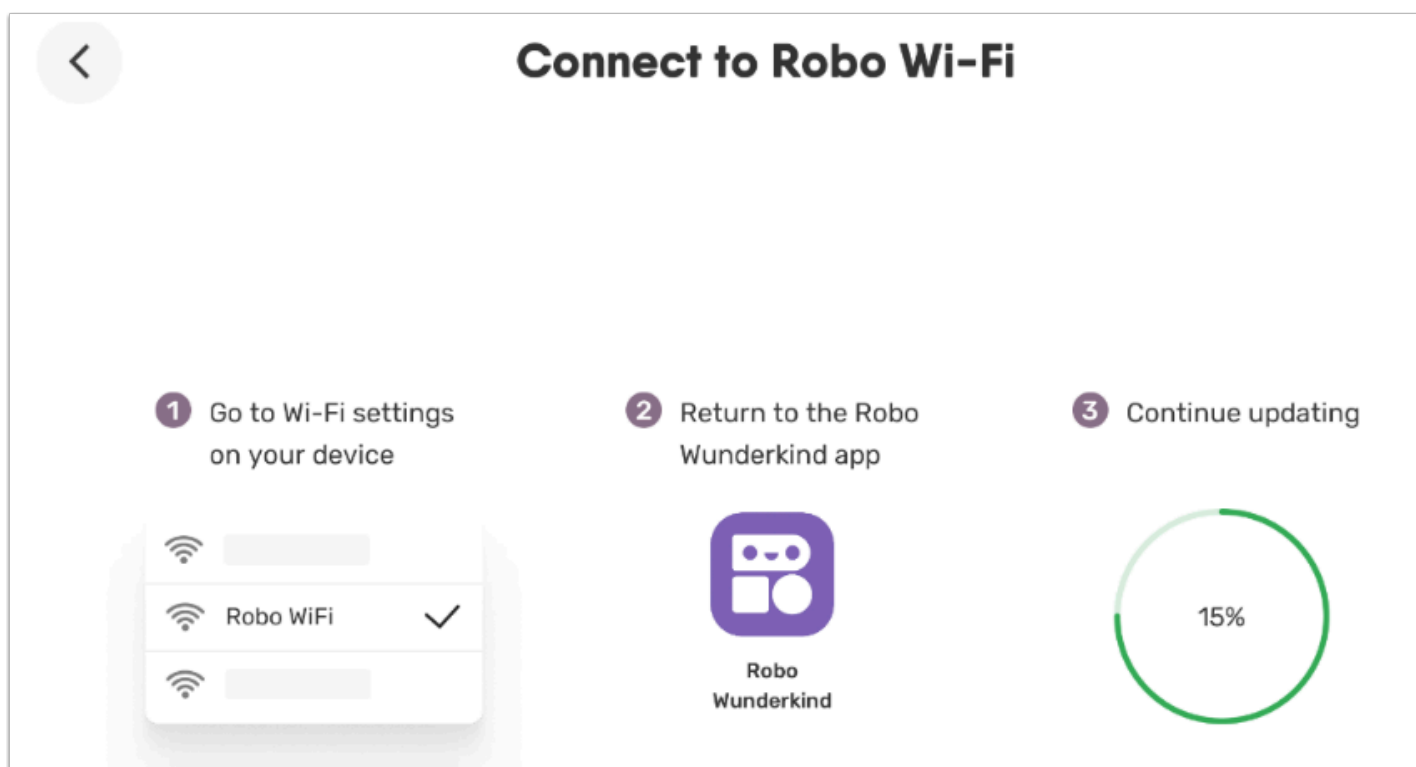 Connect to Robo Wi-Fi
1 Go to Wi-Fi settings
on your device
Robo WiFi
2 Return to the Robo
Wunderkind app
Robo
Wunderkind
3 Continue updating
15%